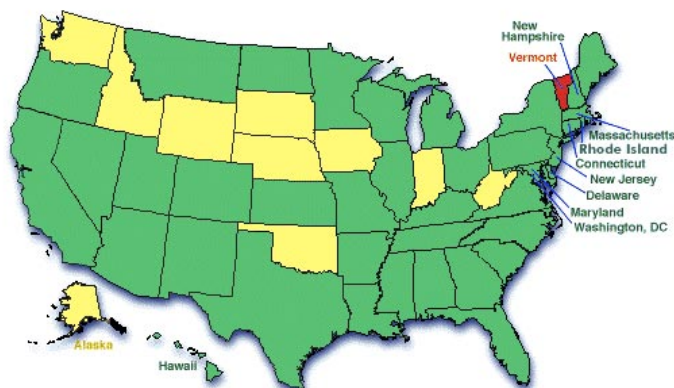 New
Hampshire
Vermont
Massachusetts
Rhode Island
Connecticut
New Jersey
Delaware
Maryland
Washington, DC
Alaska
Hawaii